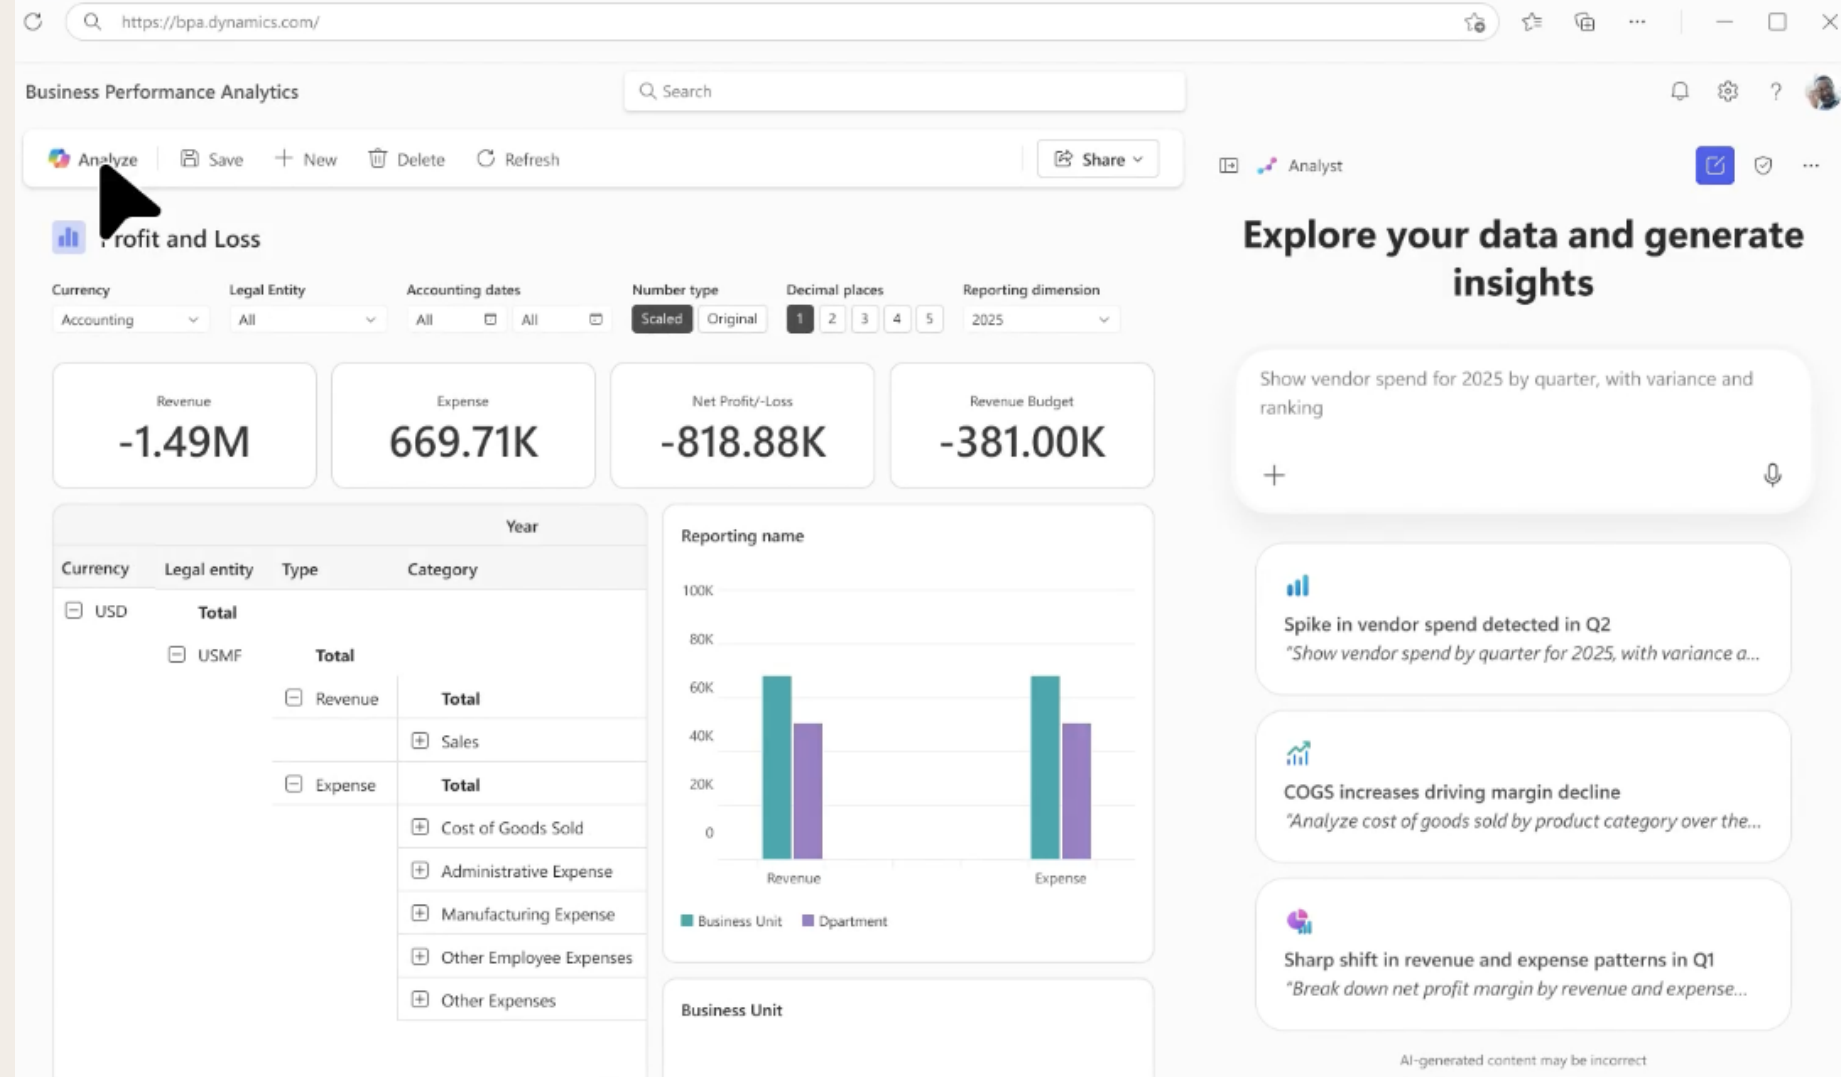 https://bpa.dynamics.com/
Business Performance Analytics
Search
?
Analyze
Save
New
Delete
Refresh
Share
Analyst
Profit and Loss
Currency
Legal Entity
Accounting dates
Number type
Decimal places
Reporting dimension
Accounting
All
All
All
Scaled
Original
1
2
3
4
5
2025
Revenue
-1.49M
Expense
669.71K
Net Profit/-Loss
-818.88K
Revenue Budget
-381.00K
Year
Currency
Legal entity
Type
Category
USD
Total
USMF
Total
Revenue
Total
Sales
Expense
Total
Cost of Goods Sold
Administrative Expense
Manufacturing Expense
Other Employee Expenses
Other Expenses
Reporting name
100K
80K
60K
40K
20K
0
Revenue
Expense
Business Unit
Dpartment
Business Unit
Explore your data and generate
insights
Show vendor spend for 2025 by quarter, with variance and
ranking
Spike in vendor spend detected in Q2
"Show vendor spend by quarter for 2025, with variance a...
COGS increases driving margin decline
"Analyze cost of goods sold by product category over the...
Sharp shift in revenue and expense patterns in Q1
"Break down net profit margin by revenue and expense...
AI-generated content may be incorrect